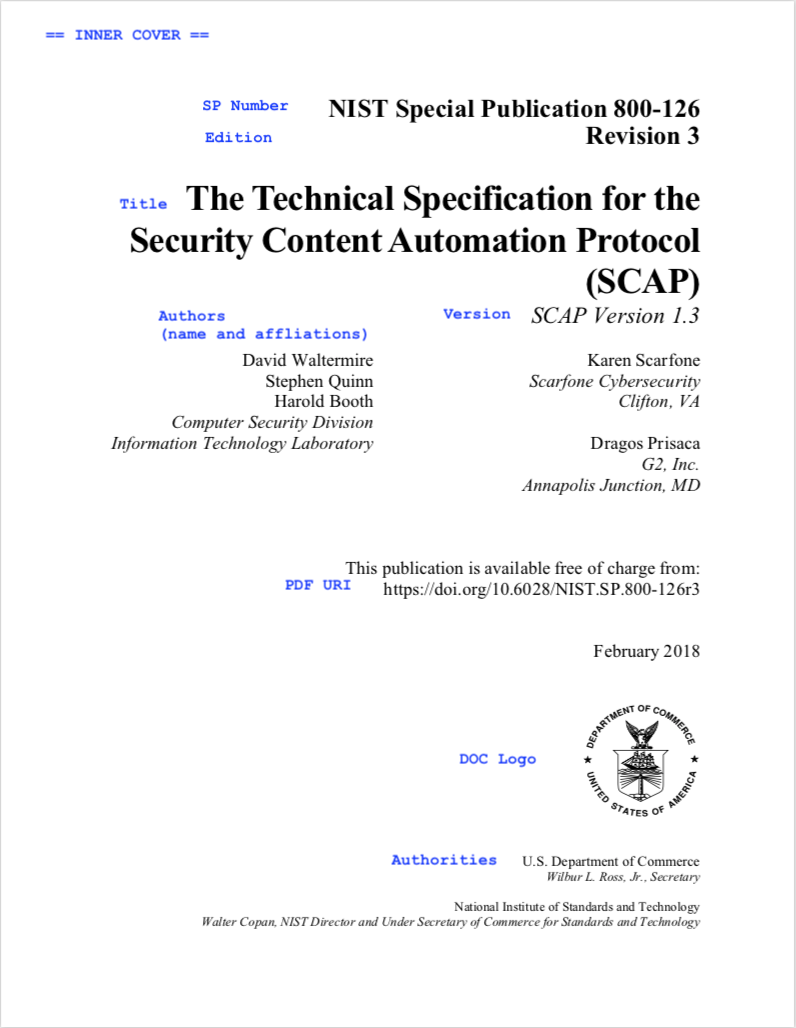 == INNER COVER ==
SP Number NIST Special Publication 800-126
Edition Revision 3
Title The Technical Specification for the
Security Content Automation Protocol
(SCAP)
Version SCAP Version 1.3
Authors
(name and affliations)
David Waltermire
Stephen Quinn
Harold Booth
Computer Security Division
Information Technology Laboratory
Karen Scarfone
Scarfone Cybersecurity
Clifton, VA
Dragos Prisaca
G2, Inc.
Annapolis Junction, MD
This publication is available free of charge from:
PDF URI https://doi.org/10.6028/NIST.SP.800-126r3
February 2018
DOC Logo
DEPARTMENT OF COMMERCE
UNITED STATES OF AMERICA
Authorities U.S. Department of Commerce
Wilbur L. Ross, Jr., Secretary
National Institute of Standards and Technology
Walter Copan, NIST Director and Under Secretary of Commerce for Standards and Technology